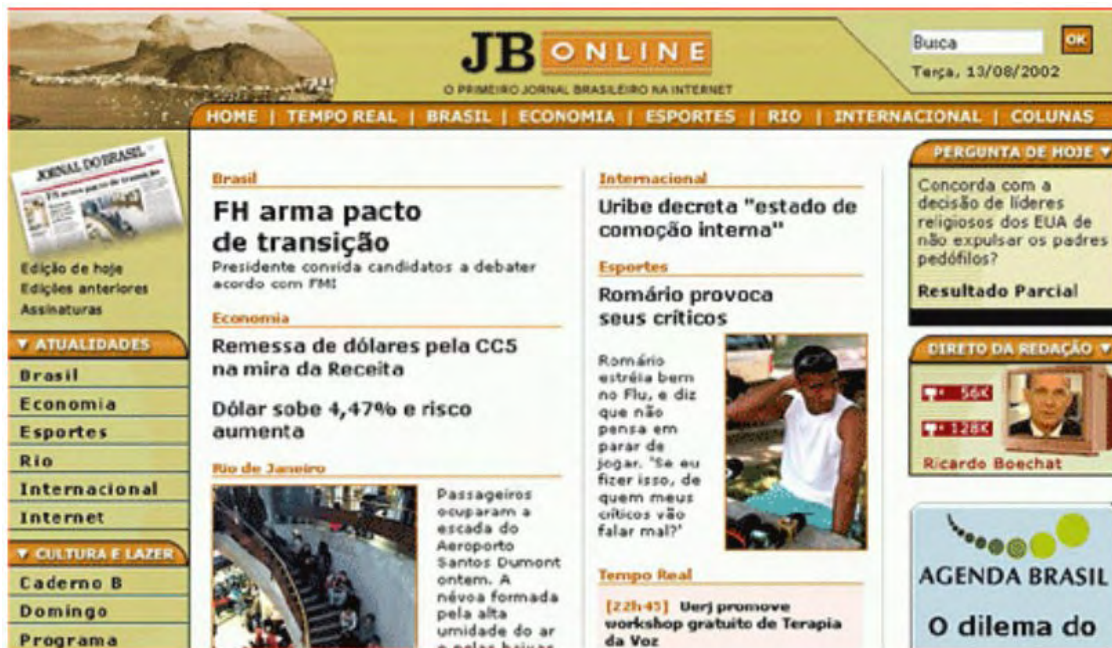 JB ONLINE
O PRIMEIRO JORNAL BRASILEIRO NA INTERNET
Busca
OK
Terça, 13/08/2002
HOME | TEMPO REAL | BRASIL | ECONOMIA | ESPORTES | RIO | INTERNACIONAL | COLUNAS
JORNAL DO BRASIL
FH arma pacto de transição
Edição de hoje
Edições anteriores
Assinaturas
▼ ATUALIDADES
Brasil
Economia
Esportes
Rio
Internacional
Internet
▼ CULTURA E LAZER
Caderno B
Domingo
Programa
Brasil
FH arma pacto
de transição
Presidente convida candidatos a debater
acordo com FMI
Economia
Remessa de dólares pela CC5
na mira da Receita
Dólar sobe 4,47% e risco
aumenta
Rio de Janeiro
Passageiros
ocuparam a
escada do
Aeroporto
Santos Dumont
ontem. A
névoa formada
pela alta
umidade do ar
e pelas baixas
Internacional
Uribe decreta "estado de
comoção interna"
Esportes
Romário provoca
seus críticos
Romário
estréia bem
no Flu, e diz
que não
pensa em
parar de
jogar. 'Se eu
fizer isso, de
quem meus
críticos vão
falar mal?'
Tempo Real
[22h45] Uerj promove
workshop gratuito de Terapia
da Voz
PERGUNTA DE HOJE ▼
Concorda com a
decisão de líderes
religiosos dos EUA de
não expulsar os padres
pedófilos?
Resultado Parcial
DIRETO DA REDAÇÃO ▼
56K
128K
Ricardo Boechat
AGENDA BRASIL
O dilema do